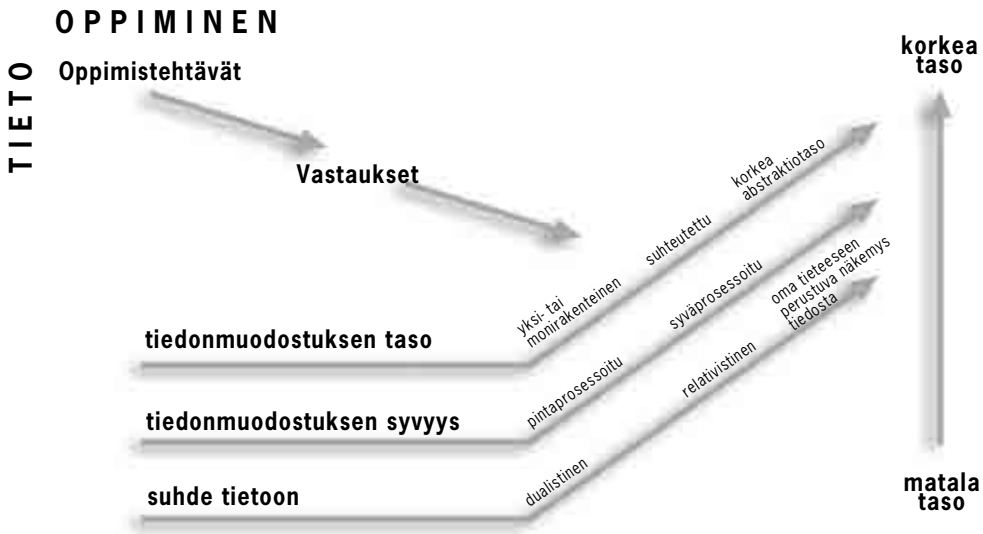 OPPIMINEN
TIETO
Oppimistehtävät
Vastaukset
korkea
taso
tiedonmuodostuksen taso
yksi- tai
monirakenteinen
suhteutettu
korkea
abstraktiotaso
tiedonmuodostuksen syvyys
pintaprosessoitu
syväprosessoitu
suhde tietoon
dualistinen
relativistinen
oma tieteeseen
perustuva näkemys
tiedosta
matala
taso